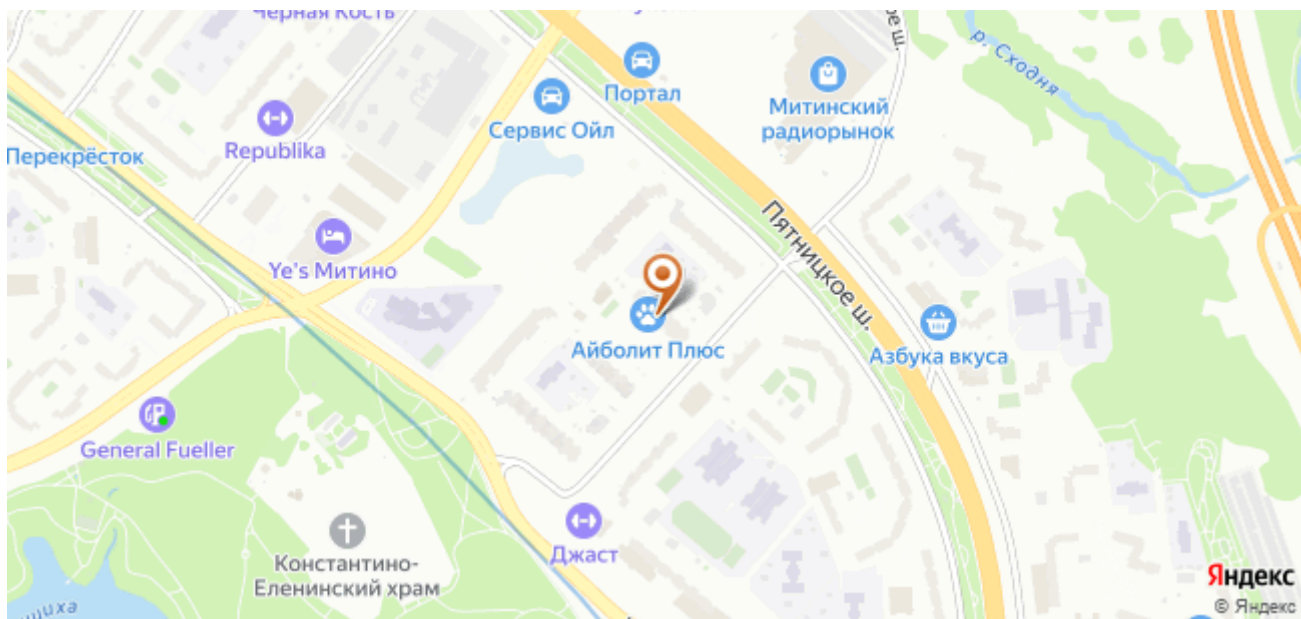 Чёрная Кость
р. Сходня
Портал
Митинский
радиорынок
Сервис Ойл
Перекрёсток
Republika
Пятницкое ш.
Ye's Митино
Айболит Плюс
Азбука вкуса
General Fueller
Джаст
Константино-
Еленинский храм
Яндекс
© Яндекс